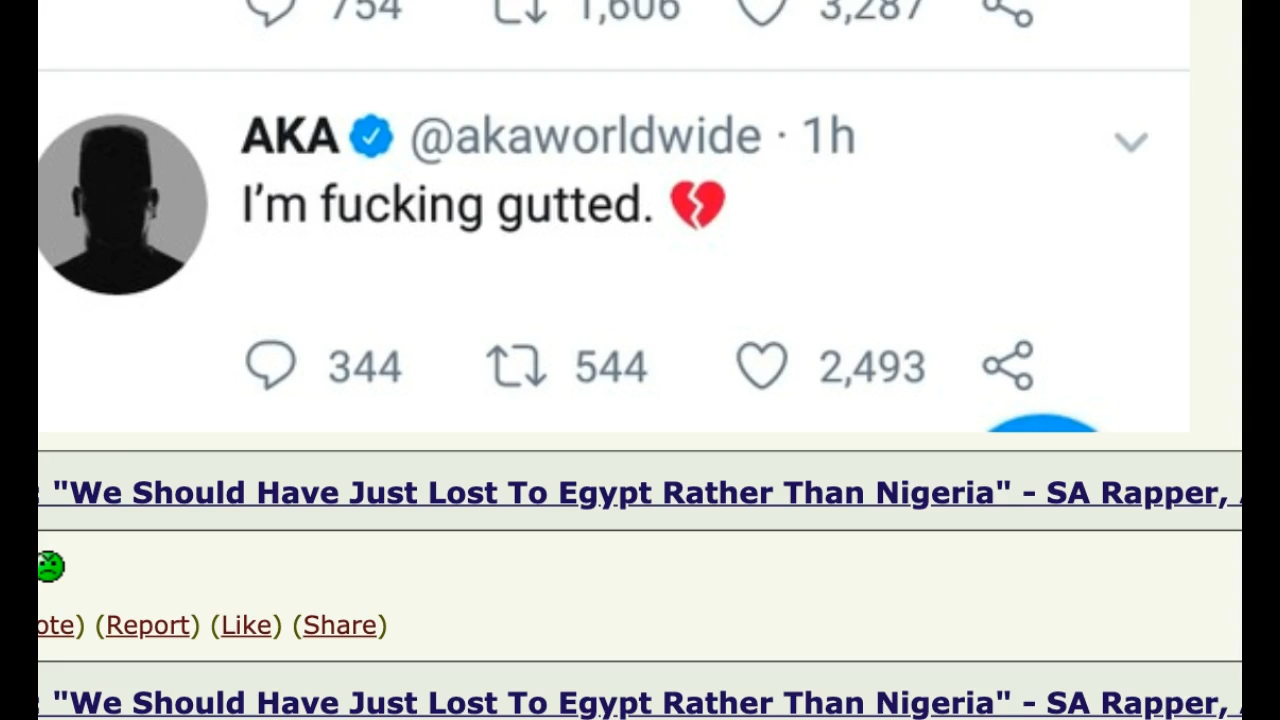 754 1,606 3,287
AKA @akaworldwide · 1h
I'm fucking gutted. 💔
344 544 2,493
: "We Should Have Just Lost To Egypt Rather Than Nigeria" - SA Rapper,
ote) (Report) (Like) (Share)
: "We Should Have Just Lost To Egypt Rather Than Nigeria" - SA Rapper,